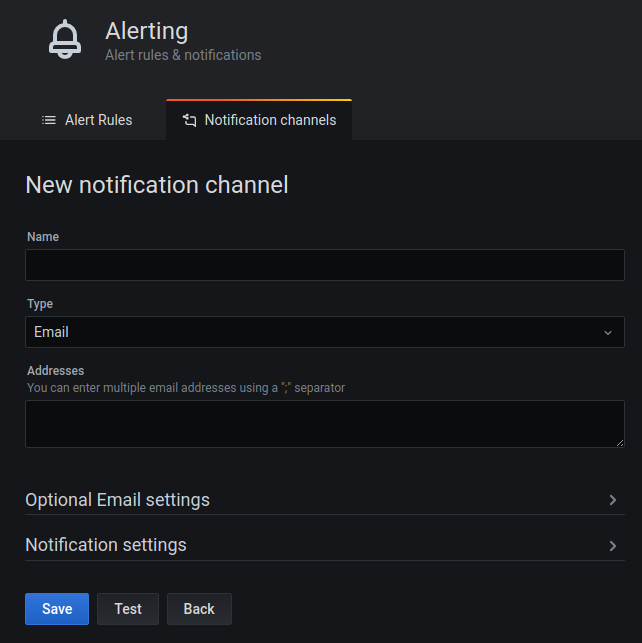 Alerting
Alert rules & notifications
Alert Rules
Notification channels
New notification channel
Name
Type
Email
Addresses
You can enter multiple email addresses using a ";" separator
Optional Email settings
Notification settings
Save
Test
Back